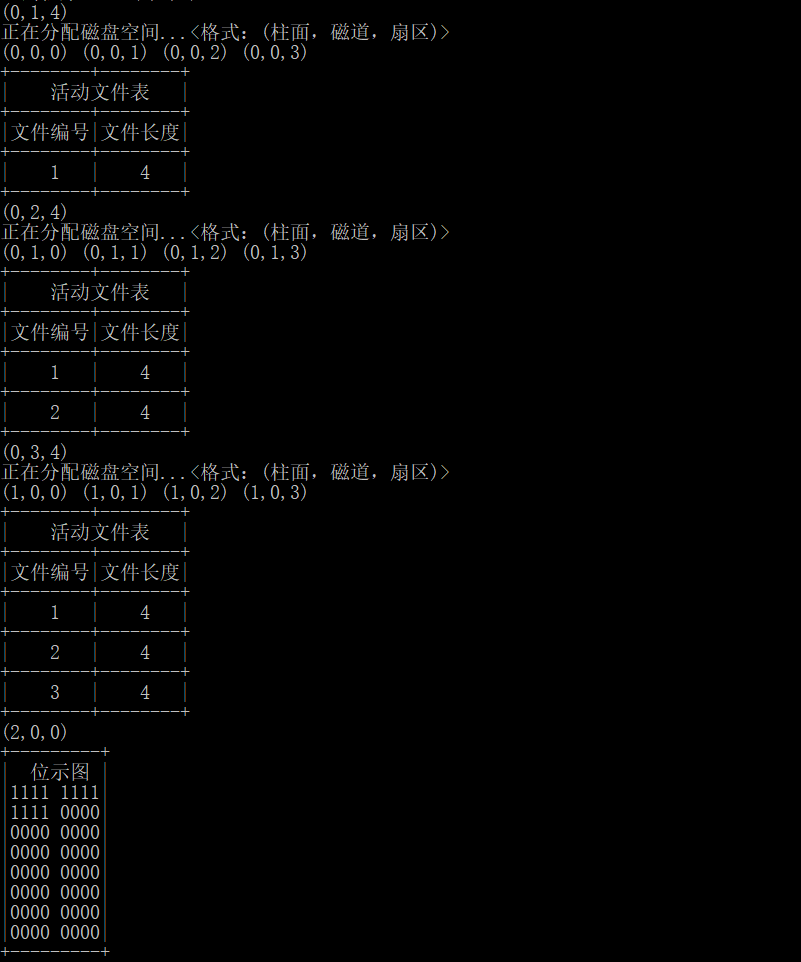 (0,1,4)
正在分配磁盘空间...<格式：(柱面，磁道，扇区)>
(0,0,0) (0,0,1) (0,0,2) (0,0,3)
+--------+--------+
|    活动文件表   |
+--------+--------+
|文件编号|文件长度|
+--------+--------+
|    1   |    4   |
+--------+--------+
(0,2,4)
正在分配磁盘空间...<格式：(柱面，磁道，扇区)>
(0,1,0) (0,1,1) (0,1,2) (0,1,3)
+--------+--------+
|    活动文件表   |
+--------+--------+
|文件编号|文件长度|
+--------+--------+
|    1   |    4   |
+--------+--------+
|    2   |    4   |
+--------+--------+
(0,3,4)
正在分配磁盘空间...<格式：(柱面，磁道，扇区)>
(1,0,0) (1,0,1) (1,0,2) (1,0,3)
+--------+--------+
|    活动文件表   |
+--------+--------+
|文件编号|文件长度|
+--------+--------+
|    1   |    4   |
+--------+--------+
|    2   |    4   |
+--------+--------+
|    3   |    4   |
+--------+--------+
(2,0,0)
+---------+
|  位示图 |
|1111 1111|
|1111 0000|
|0000 0000|
|0000 0000|
|0000 0000|
|0000 0000|
|0000 0000|
|0000 0000|
+---------+